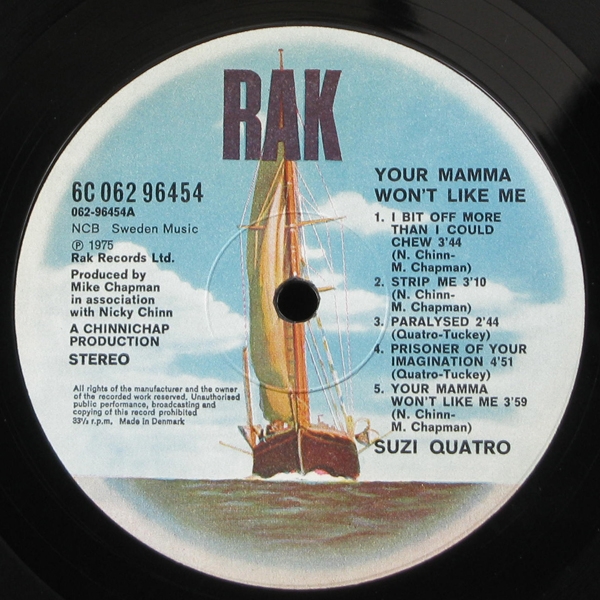 RAK
6C 062 96454
062-96454A
NCB Sweden Music
℗ 1975
Rak Records Ltd.
Produced by
Mike Chapman
in association
with Nicky Chinn
A CHINNICHAP
PRODUCTION
STEREO
All rights of the manufacturer and the owner
of the recorded work reserved. Unauthorised
public performance, broadcasting and
copying of this record prohibited
33⅓ r.p.m. Made in Denmark
YOUR MAMMA
WON'T LIKE ME
1. I BIT OFF MORE
THAN I COULD
CHEW 3'44
(N. Chinn-
M. Chapman)
2. STRIP ME 3'10
(N. Chinn-
M. Chapman)
3. PARALYSED 2'44
(Quatro-Tuckey)
4. PRISONER OF YOUR
IMAGINATION 4'51
(Quatro-Tuckey)
5. YOUR MAMMA
WON'T LIKE ME 3'59
(N. Chinn-
M. Chapman)
SUZI QUATRO